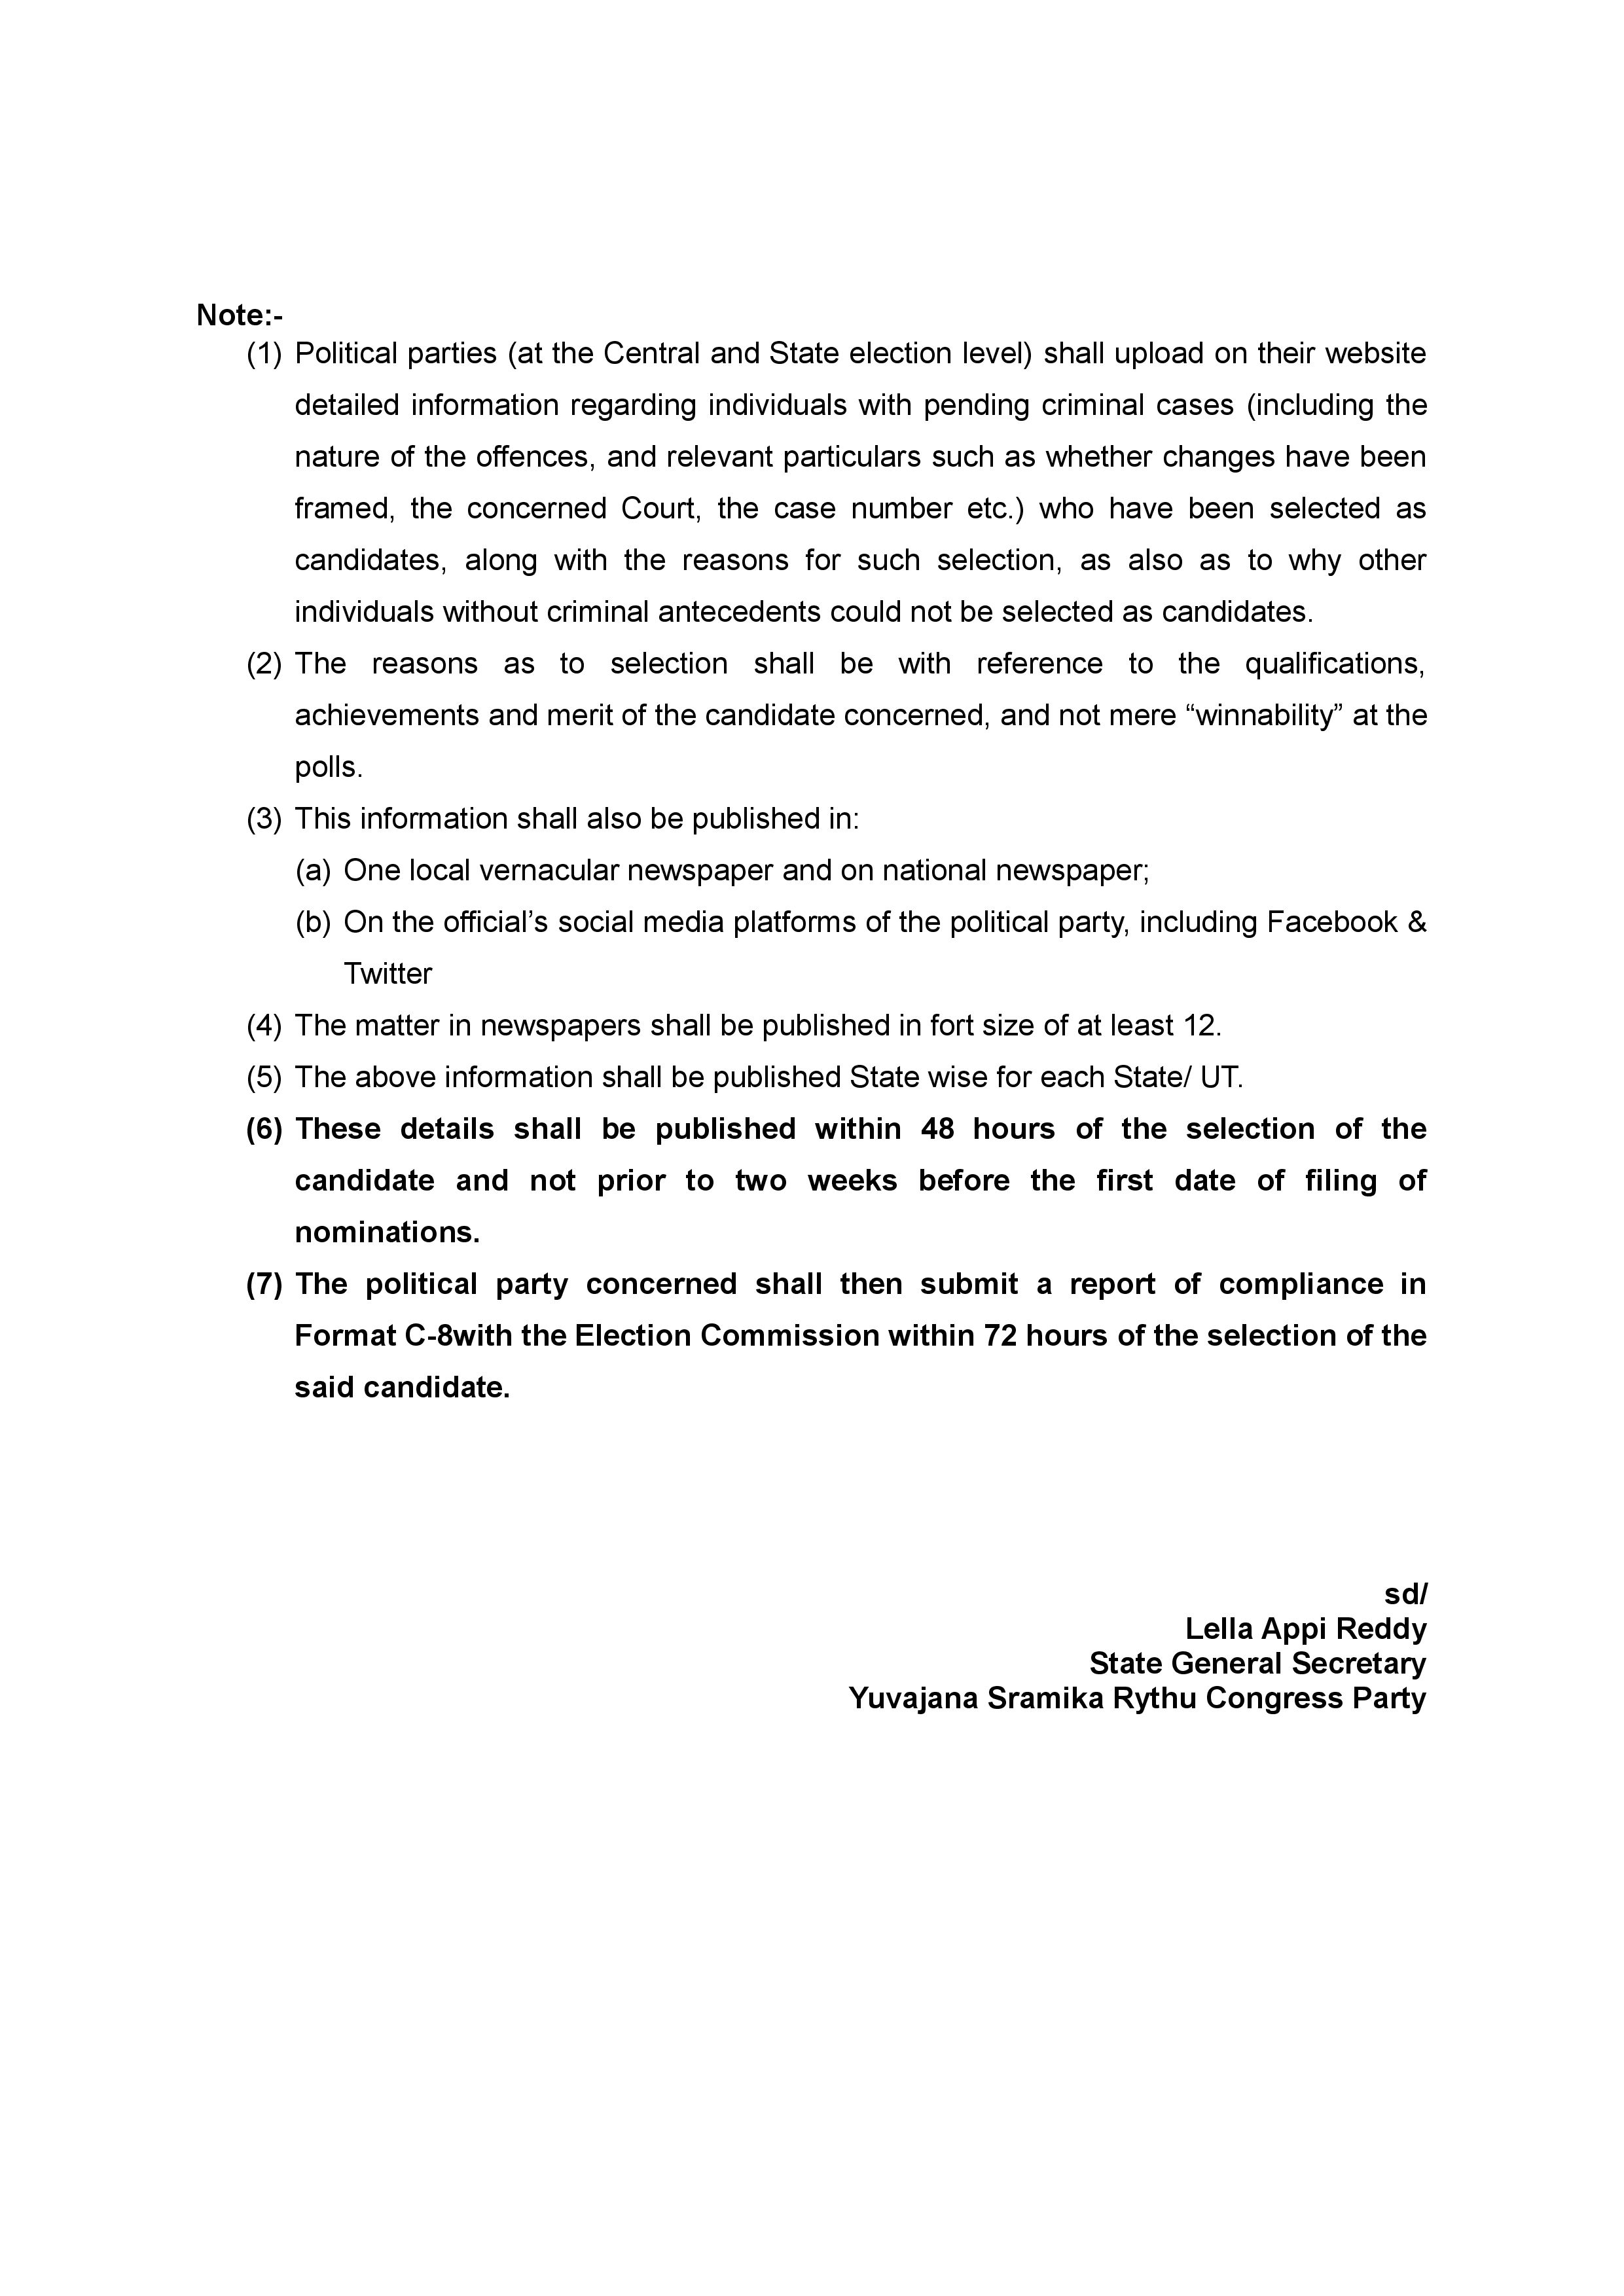 Note:-
(1) Political parties (at the Central and State election level) shall upload on their website
detailed information regarding individuals with pending criminal cases (including the
nature of the offences, and relevant particulars such as whether changes have been
framed, the concerned Court, the case number etc.) who have been selected as
candidates, along with the reasons for such selection, as also as to why other
individuals without criminal antecedents could not be selected as candidates.
(2) The reasons as to selection shall be with reference to the qualifications,
achievements and merit of the candidate concerned, and not mere “winnability” at the
polls.
(3) This information shall also be published in:
(a) One local vernacular newspaper and on national newspaper;
(b) On the official’s social media platforms of the political party, including Facebook &
Twitter
(4) The matter in newspapers shall be published in fort size of at least 12.
(5) The above information shall be published State wise for each State/ UT.
(6) These details shall be published within 48 hours of the selection of the
candidate and not prior to two weeks before the first date of filing of
nominations.
(7) The political party concerned shall then submit a report of compliance in
Format C-8with the Election Commission within 72 hours of the selection of the
said candidate.
sd/
Lella Appi Reddy
State General Secretary
Yuvajana Sramika Rythu Congress Party